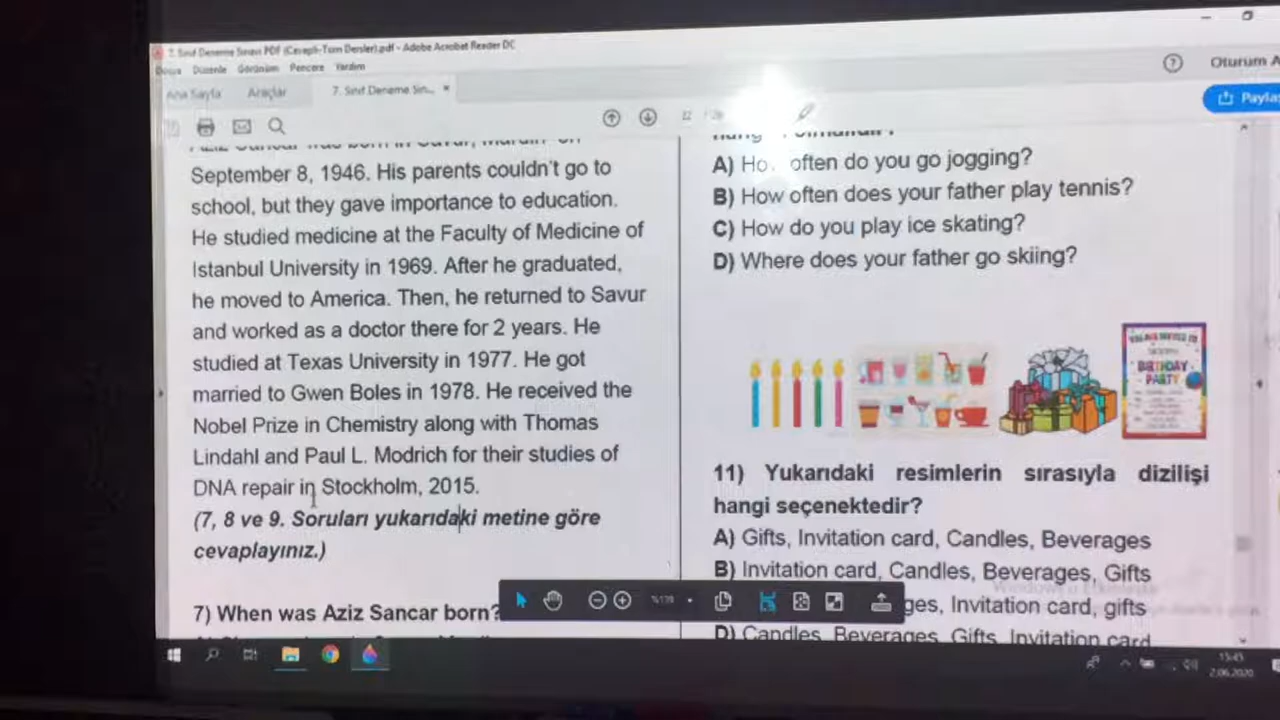 7. Sınıf Deneme Sınavı PDF (Cevaplı-Tüm Dersler).pdf - Adobe Acrobat Reader DC
Dosya Düzenle Görünüm Pencere Yardım
Ana Sayfa Araçlar 7. Sınıf Deneme Sın...
Oturum A
Paylaş
September 8, 1946. His parents couldn't go to
school, but they gave importance to education.
He studied medicine at the Faculty of Medicine of
Istanbul University in 1969. After he graduated,
he moved to America. Then, he returned to Savur
and worked as a doctor there for 2 years. He
studied at Texas University in 1977. He got
married to Gwen Boles in 1978. He received the
Nobel Prize in Chemistry along with Thomas
Lindahl and Paul L. Modrich for their studies of
DNA repair in Stockholm, 2015.
(7, 8 ve 9. Soruları yukarıdaki metine göre
cevaplayınız.)
7) When was Aziz Sancar born?
A) How often do you go jogging?
B) How often does your father play tennis?
C) How do you play ice skating?
D) Where does your father go skiing?
BIRTHDAY
PARTY
11) Yukarıdaki resimlerin sırasıyla dizilişi
hangi seçenektedir?
A) Gifts, Invitation card, Candles, Beverages
B) Invitation card, Candles, Beverages, Gifts
ges, Invitation card, gifts
D) Candles, Beverages, Gifts, Invitation card
15:45
2.06.2020